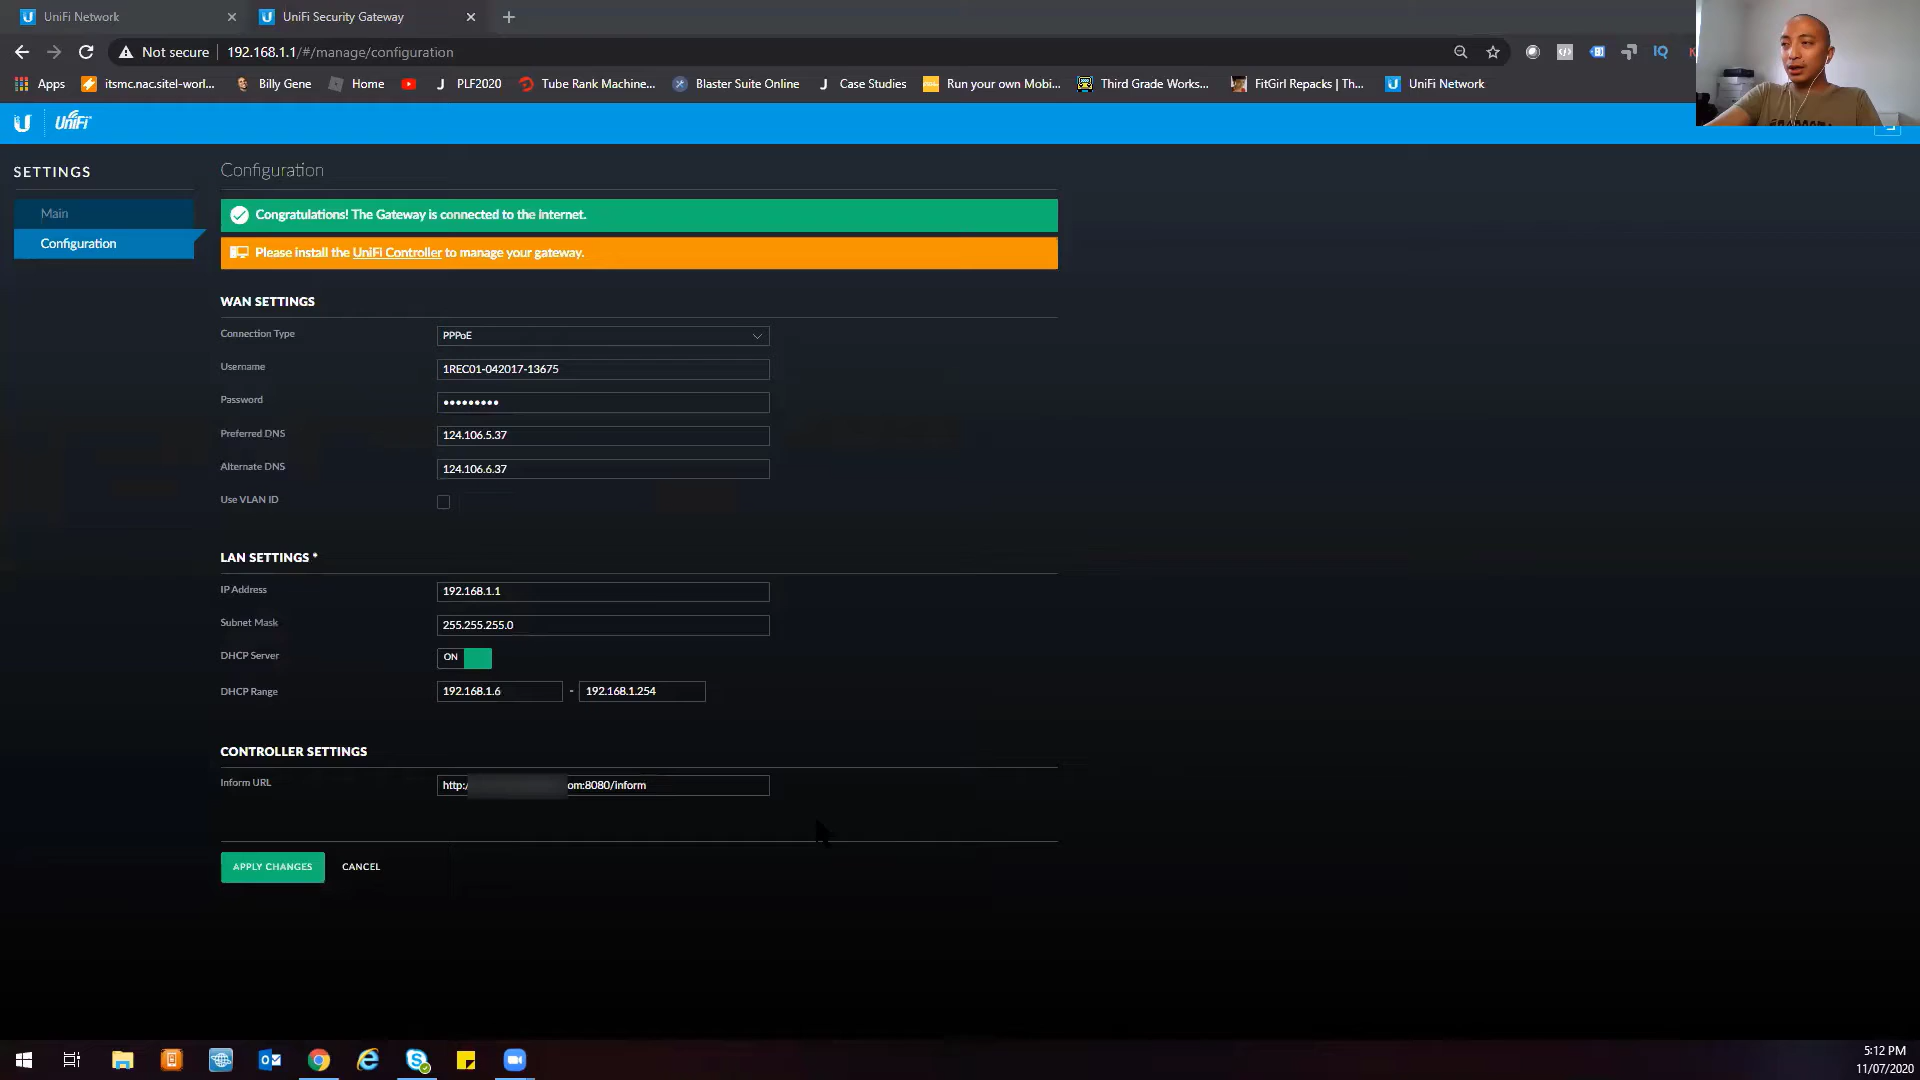 UniFi Network
UniFi Security Gateway
Not secure 192.168.1.1/#/manage/configuration
Apps itsmc.nac.sitel-worl... Billy Gene Home PLF2020 Tube Rank Machine... Blaster Suite Online Case Studies Run your own Mobi... Third Grade Works... FitGirl Repacks | Th... UniFi Network
UniFi
SETTINGS
Main
Configuration
Configuration
Congratulations! The Gateway is connected to the internet.
Please install the UniFi Controller to manage your gateway.
WAN SETTINGS
Connection Type PPPoE
Username 1REC01-042017-13675
Password •••••••••
Preferred DNS 124.106.5.37
Alternate DNS 124.106.6.37
Use VLAN ID
LAN SETTINGS *
IP Address 192.168.1.1
Subnet Mask 255.255.255.0
DHCP Server ON
DHCP Range 192.168.1.6 - 192.168.1.254
CONTROLLER SETTINGS
Inform URL http:/ om:8080/inform
APPLY CHANGES CANCEL
5:12 PM
11/07/2020